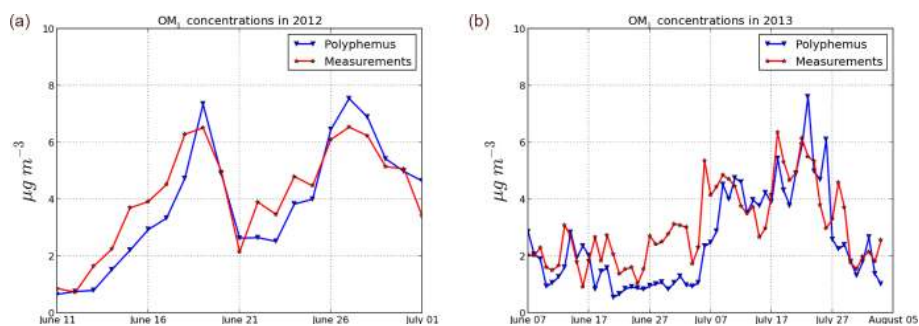 (a)
OM₁ concentrations in 2012
Polyphemus
Measurements
μg m⁻³
10
8
6
4
2
0
June 11
June 16
June 21
June 26
July 01
(b)
OM₁ concentrations in 2013
Polyphemus
Measurements
μg m⁻³
10
8
6
4
2
0
June 07
June 17
June 27
July 07
July 17
July 27
August 05